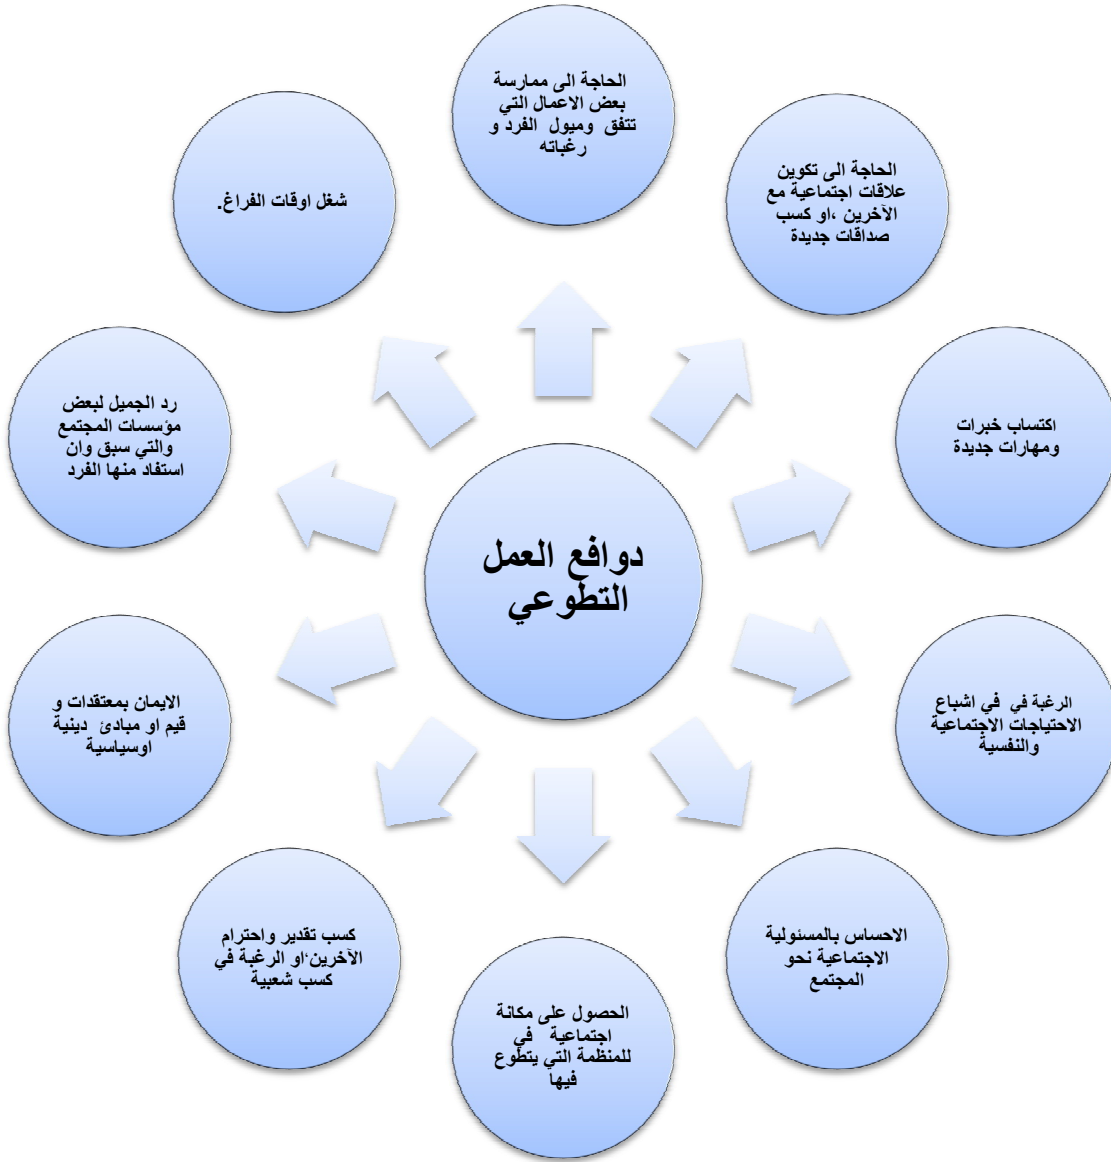 الحاجة الى ممارسة
بعض الاعمال التي
تتفق وميول الفرد و
رغباته
الحاجة الى تكوين
علاقات اجتماعية مع
الآخرين ،او كسب
صداقات جديدة
اكتساب خبرات
ومهارات جديدة
الرغبة في في اشباع
الاحتياجات الاجتماعية
والنفسية
الاحساس بالمسئولية
الاجتماعية نحو
المجتمع
الحصول على مكانة
اجتماعية في
للمنظمة التي يتطوع
فيها
كسب تقدير واحترام
الآخرين،او الرغبة في
كسب شعبية
الايمان بمعتقدات و
قيم او مبادئ دينية
اوسياسية
رد الجميل لبعض
مؤسسات المجتمع
والتي سبق وان
استفاد منها الفرد
شغل اوقات الفراغ.
دوافع العمل
التطوعي